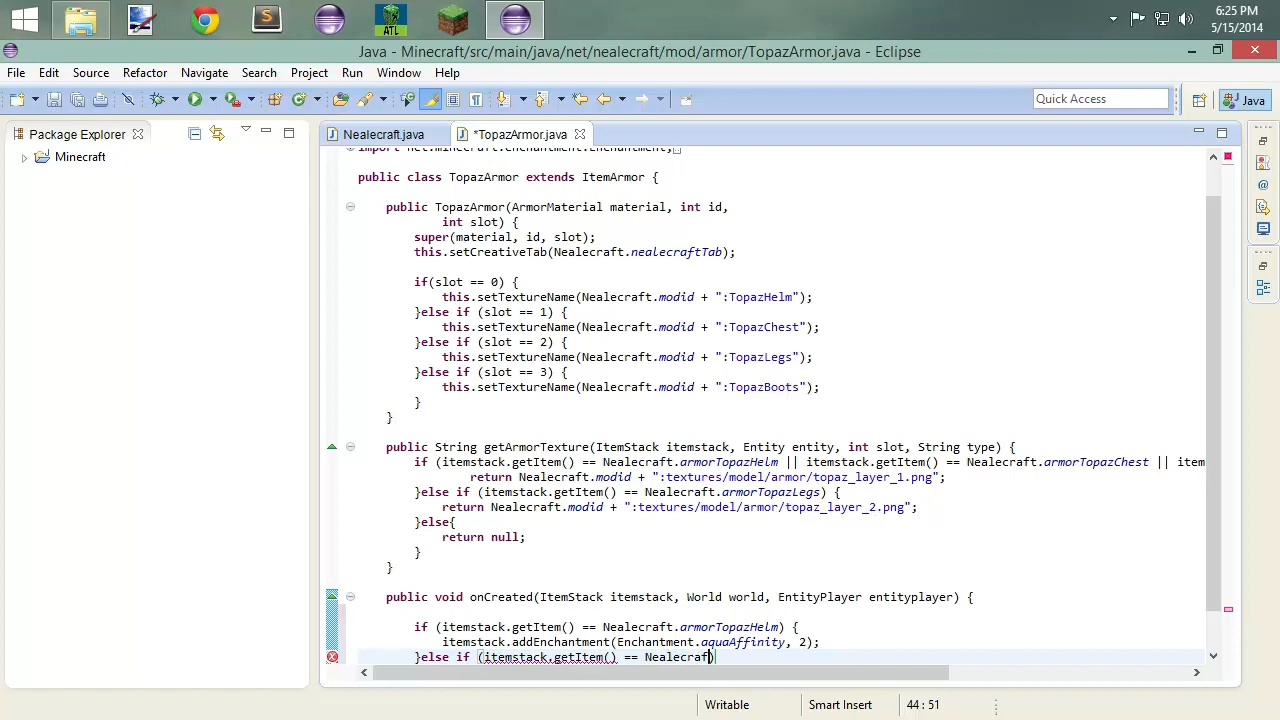 S
ATL
6:25 PM
5/15/2014
Java - Minecraft/src/main/java/net/nealecraft/mod/armor/TopazArmor.java - Eclipse
File Edit Source Refactor Navigate Search Project Run Window Help
Quick Access
Java
Package Explorer
Nealecraft.java
*TopazArmor.java
Minecraft
import net.minecraft.enchantment.Enchantment;
public class TopazArmor extends ItemArmor {
public TopazArmor(ArmorMaterial material, int id,
int slot) {
super(material, id, slot);
this.setCreativeTab(Nealecraft.nealecraftTab);
if(slot == 0) {
this.setTextureName(Nealecraft.modid + ":TopazHelm");
}else if (slot == 1) {
this.setTextureName(Nealecraft.modid + ":TopazChest");
}else if (slot == 2) {
this.setTextureName(Nealecraft.modid + ":TopazLegs");
}else if (slot == 3) {
this.setTextureName(Nealecraft.modid + ":TopazBoots");
}
}
public String getArmorTexture(ItemStack itemstack, Entity entity, int slot, String type) {
if (itemstack.getItem() == Nealecraft.armorTopazHelm || itemstack.getItem() == Nealecraft.armorTopazChest || item
return Nealecraft.modid + ":textures/model/armor/topaz_layer_1.png";
}else if (itemstack.getItem() == Nealecraft.armorTopazLegs) {
return Nealecraft.modid + ":textures/model/armor/topaz_layer_2.png";
}else{
return null;
}
}
public void onCreated(ItemStack itemstack, World world, EntityPlayer entityplayer) {
if (itemstack.getItem() == Nealecraft.armorTopazHelm) {
itemstack.addEnchantment(Enchantment.aquaAffinity, 2);
}else if (itemstack.getItem() == Nealecraf)
Writable
Smart Insert
44 : 51